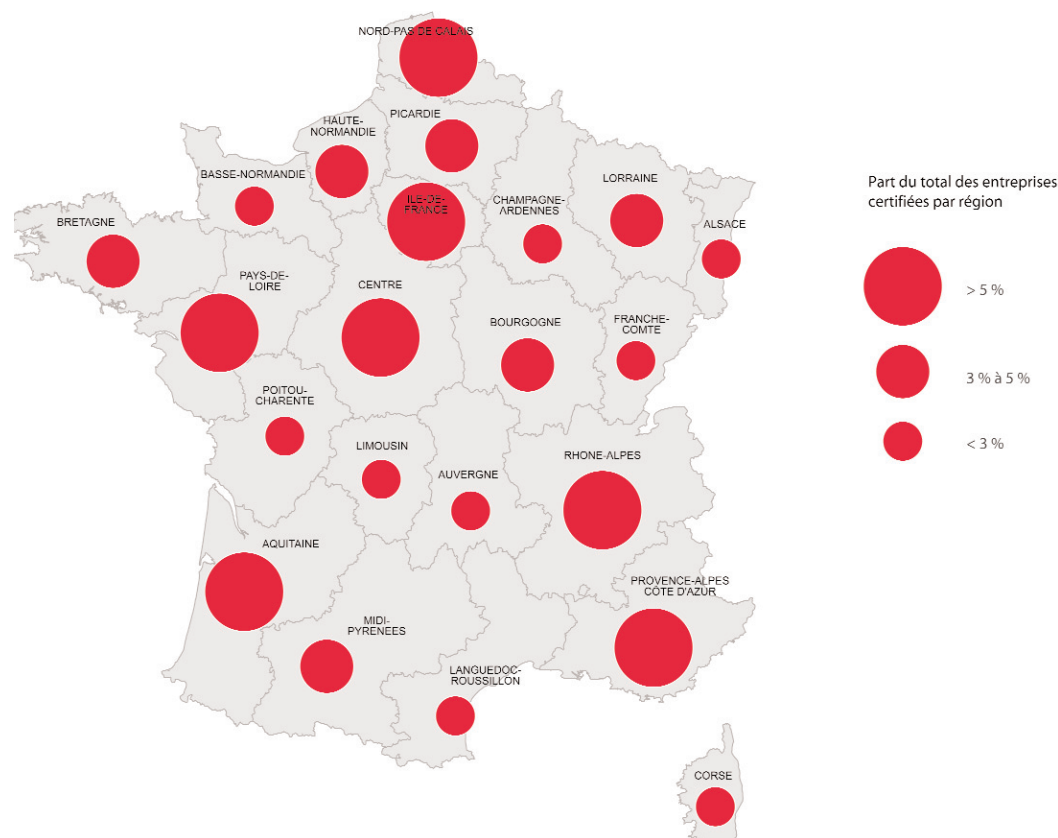 NORD-PAS DE CALAIS
PICARDIE
HAUTE-
NORMANDIE
BASSE-NORMANDIE
ILE-DE-
FRANCE
CHAMPAGNE-
ARDENNES
LORRAINE
ALSACE
BRETAGNE
PAYS-DE-
LOIRE
CENTRE
BOURGOGNE
FRANCHE-
COMTE
POITOU-
CHARENTE
LIMOUSIN
AUVERGNE
RHONE-ALPES
AQUITAINE
MIDI-
PYRENEES
LANGUEDOC-
ROUSSILLON
PROVENCE-ALPES
CÔTE D'AZUR
CORSE
Part du total des entreprises
certifiées par région
> 5 %
3 % à 5 %
< 3 %